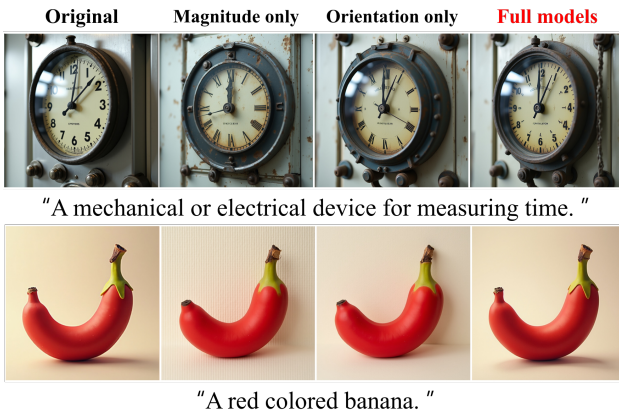 Original Magnitude only Orientation only Full models
"A mechanical or electrical device for measuring time. "
"A red colored banana. "